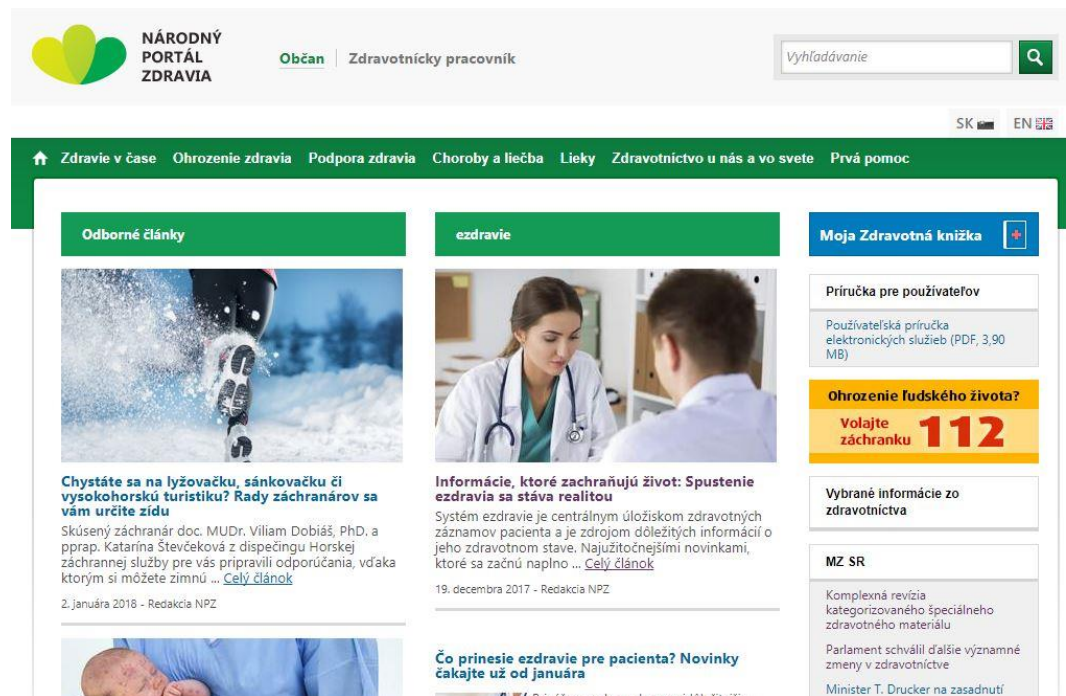 NÁRODNÝ
PORTÁL
ZDRAVIA
Občan
Zdravotnícky pracovník
Vyhľadávanie
SK
EN
Zdravie v čase
Ohrozenie zdravia
Podpora zdravia
Choroby a liečba
Lieky
Zdravotníctvo u nás a vo svete
Prvá pomoc
Odborné články
Chystáte sa na lyžovačku, sánkovačku či
vysokohorskú turistiku? Rady záchranárov sa
vám určite zídu
Skúsený záchranár doc. MUDr. Viliam Dobiáš, PhD. a
pprap. Katarína Števčeková z dispečingu Horskej
záchrannej služby pre vás pripravili odporúčania, vďaka
ktorým si môžete zimnú ... Celý článok
2. januára 2018 - Redakcia NPZ
ezdravie
Informácie, ktoré zachraňujú život: Spustenie
ezdravia sa stáva realitou
Systém ezdravie je centrálnym úložiskom zdravotných
záznamov pacienta a je zdrojom dôležitých informácií o
jeho zdravotnom stave. Najužitočnejšími novinkami,
ktoré sa začnú naplno ... Celý článok
19. decembra 2017 - Redakcia NPZ
Čo prinesie ezdravie pre pacienta? Novinky
čakajte už od januára
Moja Zdravotná knižka
Príručka pre používateľov
Používateľská príručka
elektronických služieb (PDF, 3,90
MB)
Ohrozenie ľudského života?
Volajte
záchranku 112
Vybrané informácie zo
zdravotníctva
MZ SR
Komplexná revízia
kategorizovaného špeciálneho
zdravotného materiálu
Parlament schválil ďalšie významné
zmeny v zdravotníctve
Minister T. Drucker na zasadnutí